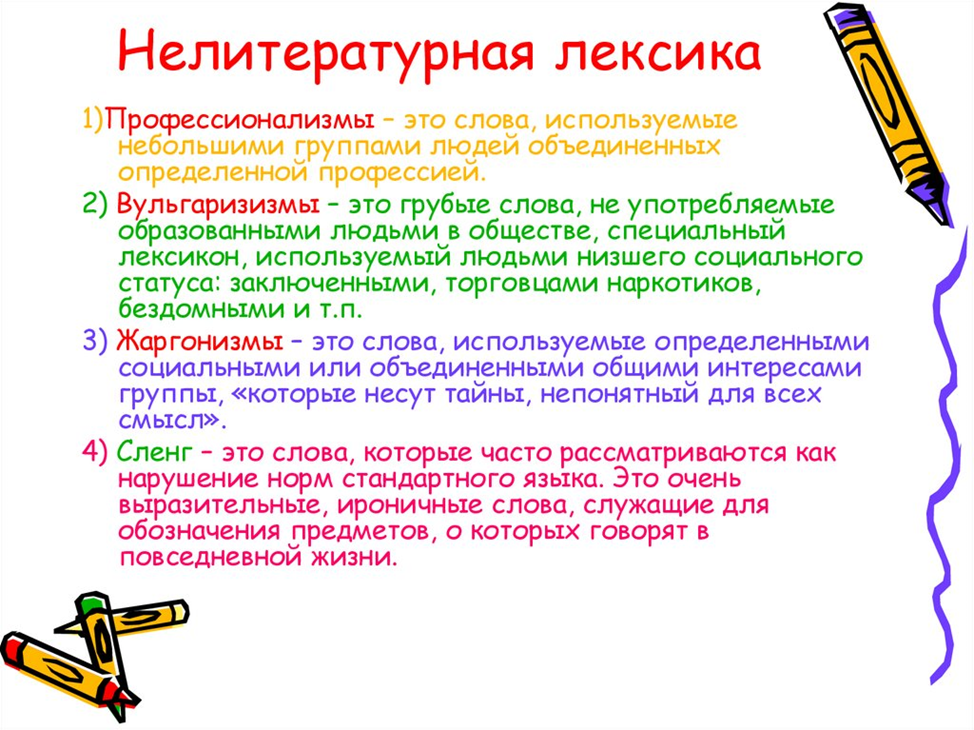 Нелитературная лексика
1)Профессионализмы – это слова, используемые
небольшими группами людей объединенных
определенной профессией.
2) Вульгаризизмы – это грубые слова, не употребляемые
образованными людьми в обществе, специальный
лексикон, используемый людьми низшего социального
статуса: заключенными, торговцами наркотиков,
бездомными и т.п.
3) Жаргонизмы – это слова, используемые определенными
социальными или объединенными общими интересами
группы, «которые несут тайны, непонятный для всех
смысл».
4) Сленг – это слова, которые часто рассматриваются как
нарушение норм стандартного языка. Это очень
выразительные, ироничные слова, служащие для
обозначения предметов, о которых говорят в
повседневной жизни.